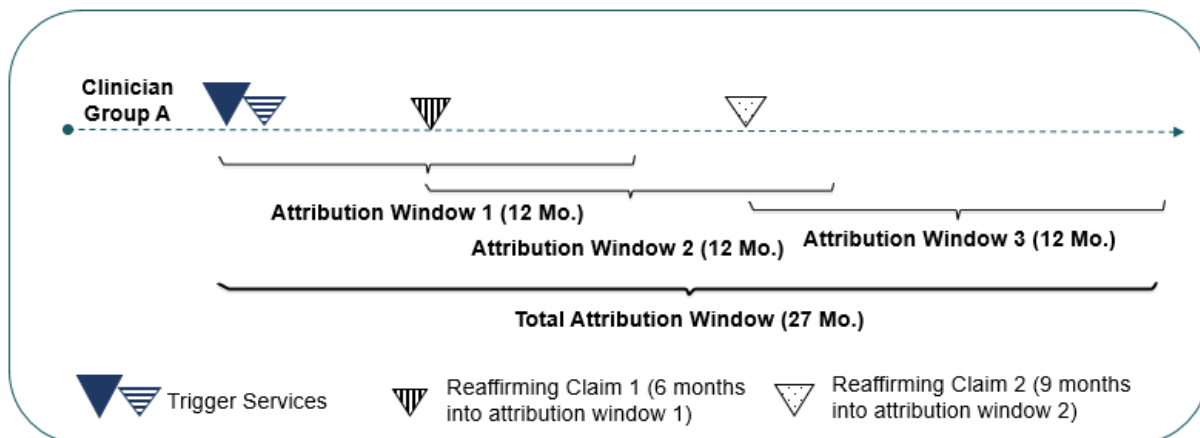 Clinician
Group A
Attribution Window 1 (12 Mo.)
Attribution Window 2 (12 Mo.)
Attribution Window 3 (12 Mo.)
Total Attribution Window (27 Mo.)
Trigger Services
Reaffirming Claim 1 (6 months
into attribution window 1)
Reaffirming Claim 2 (9 months
into attribution window 2)